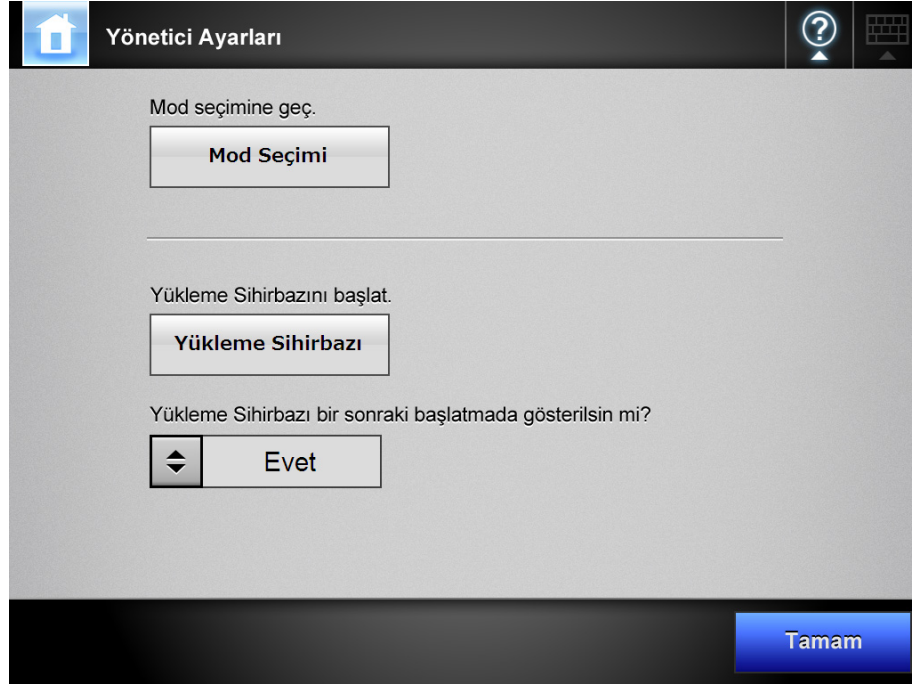 Yönetici Ayarları
Mod seçimine geç.
Mod Seçimi
Yükleme Sihirbazını başlat.
Yükleme Sihirbazı
Yükleme Sihirbazı bir sonraki başlatmada gösterilsin mi?
Evet
Tamam